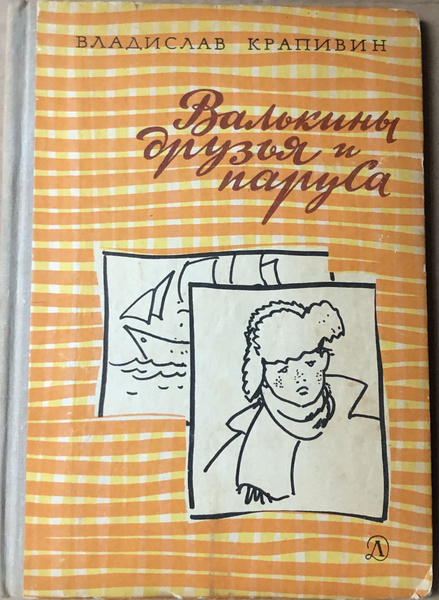 ВЛАДИСЛАВ КРАПИВИН
Валькины
друзья и
паруса
Д